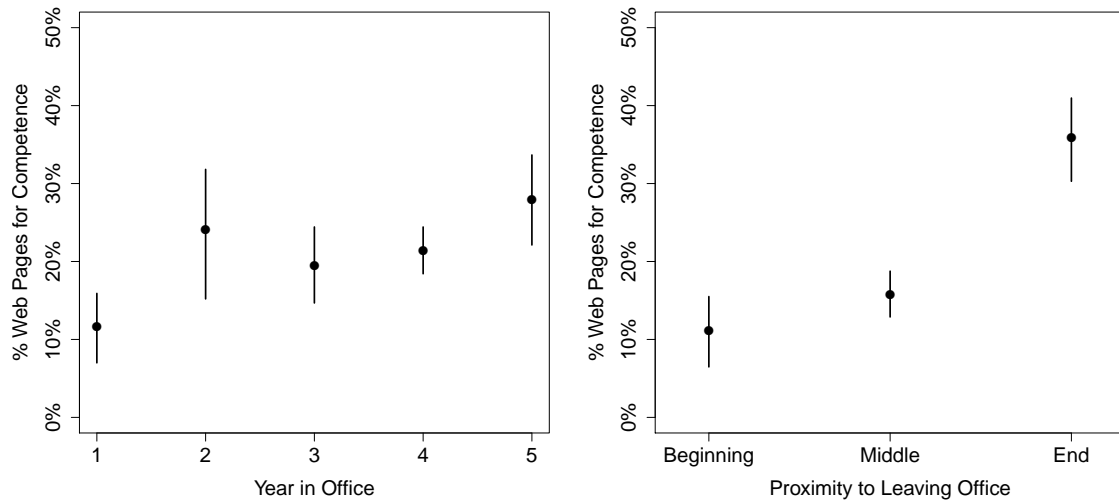 % Web Pages for Competence
50%
40%
30%
20%
10%
0%
1 2 3 4 5
Year in Office
% Web Pages for Competence
50%
40%
30%
20%
10%
0%
Beginning Middle End
Proximity to Leaving Office